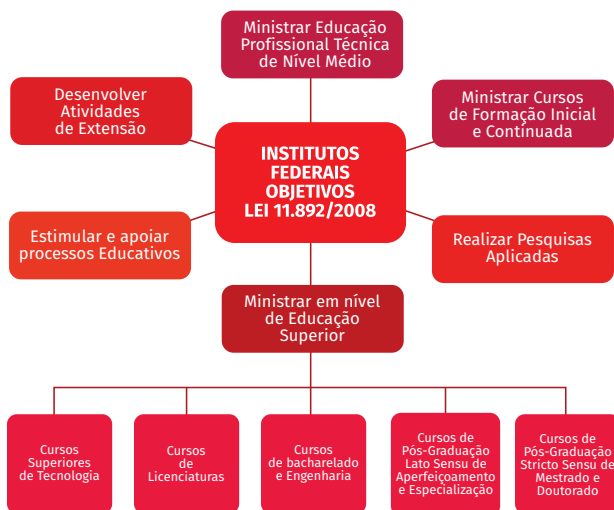 Ministrar Educação
Profissional Técnica
de Nível Médio
Desenvolver
Atividades
de Extensão
Ministrar Cursos
de Formação Inicial
e Contínuada
INSTITUTOS
FEDERAIS
OBJETIVOS
LEI 11.892/2008
Estimular e apoiar
processos Educativos
Realizar Pesquisas
Aplicadas
Ministrar em nível
de Educação
Superior
Cursos
Superiores
de Tecnologia
Cursos
de
Licenciaturas
Cursos
de bacharelado
e Engenharia
Cursos de
Pós-Graduação
Lato Sensu de
Aperfeiçoamento
e Especialização
Cursos de
Pós-Graduação
Stricto Sensu de
Mestrado e
Doutorado